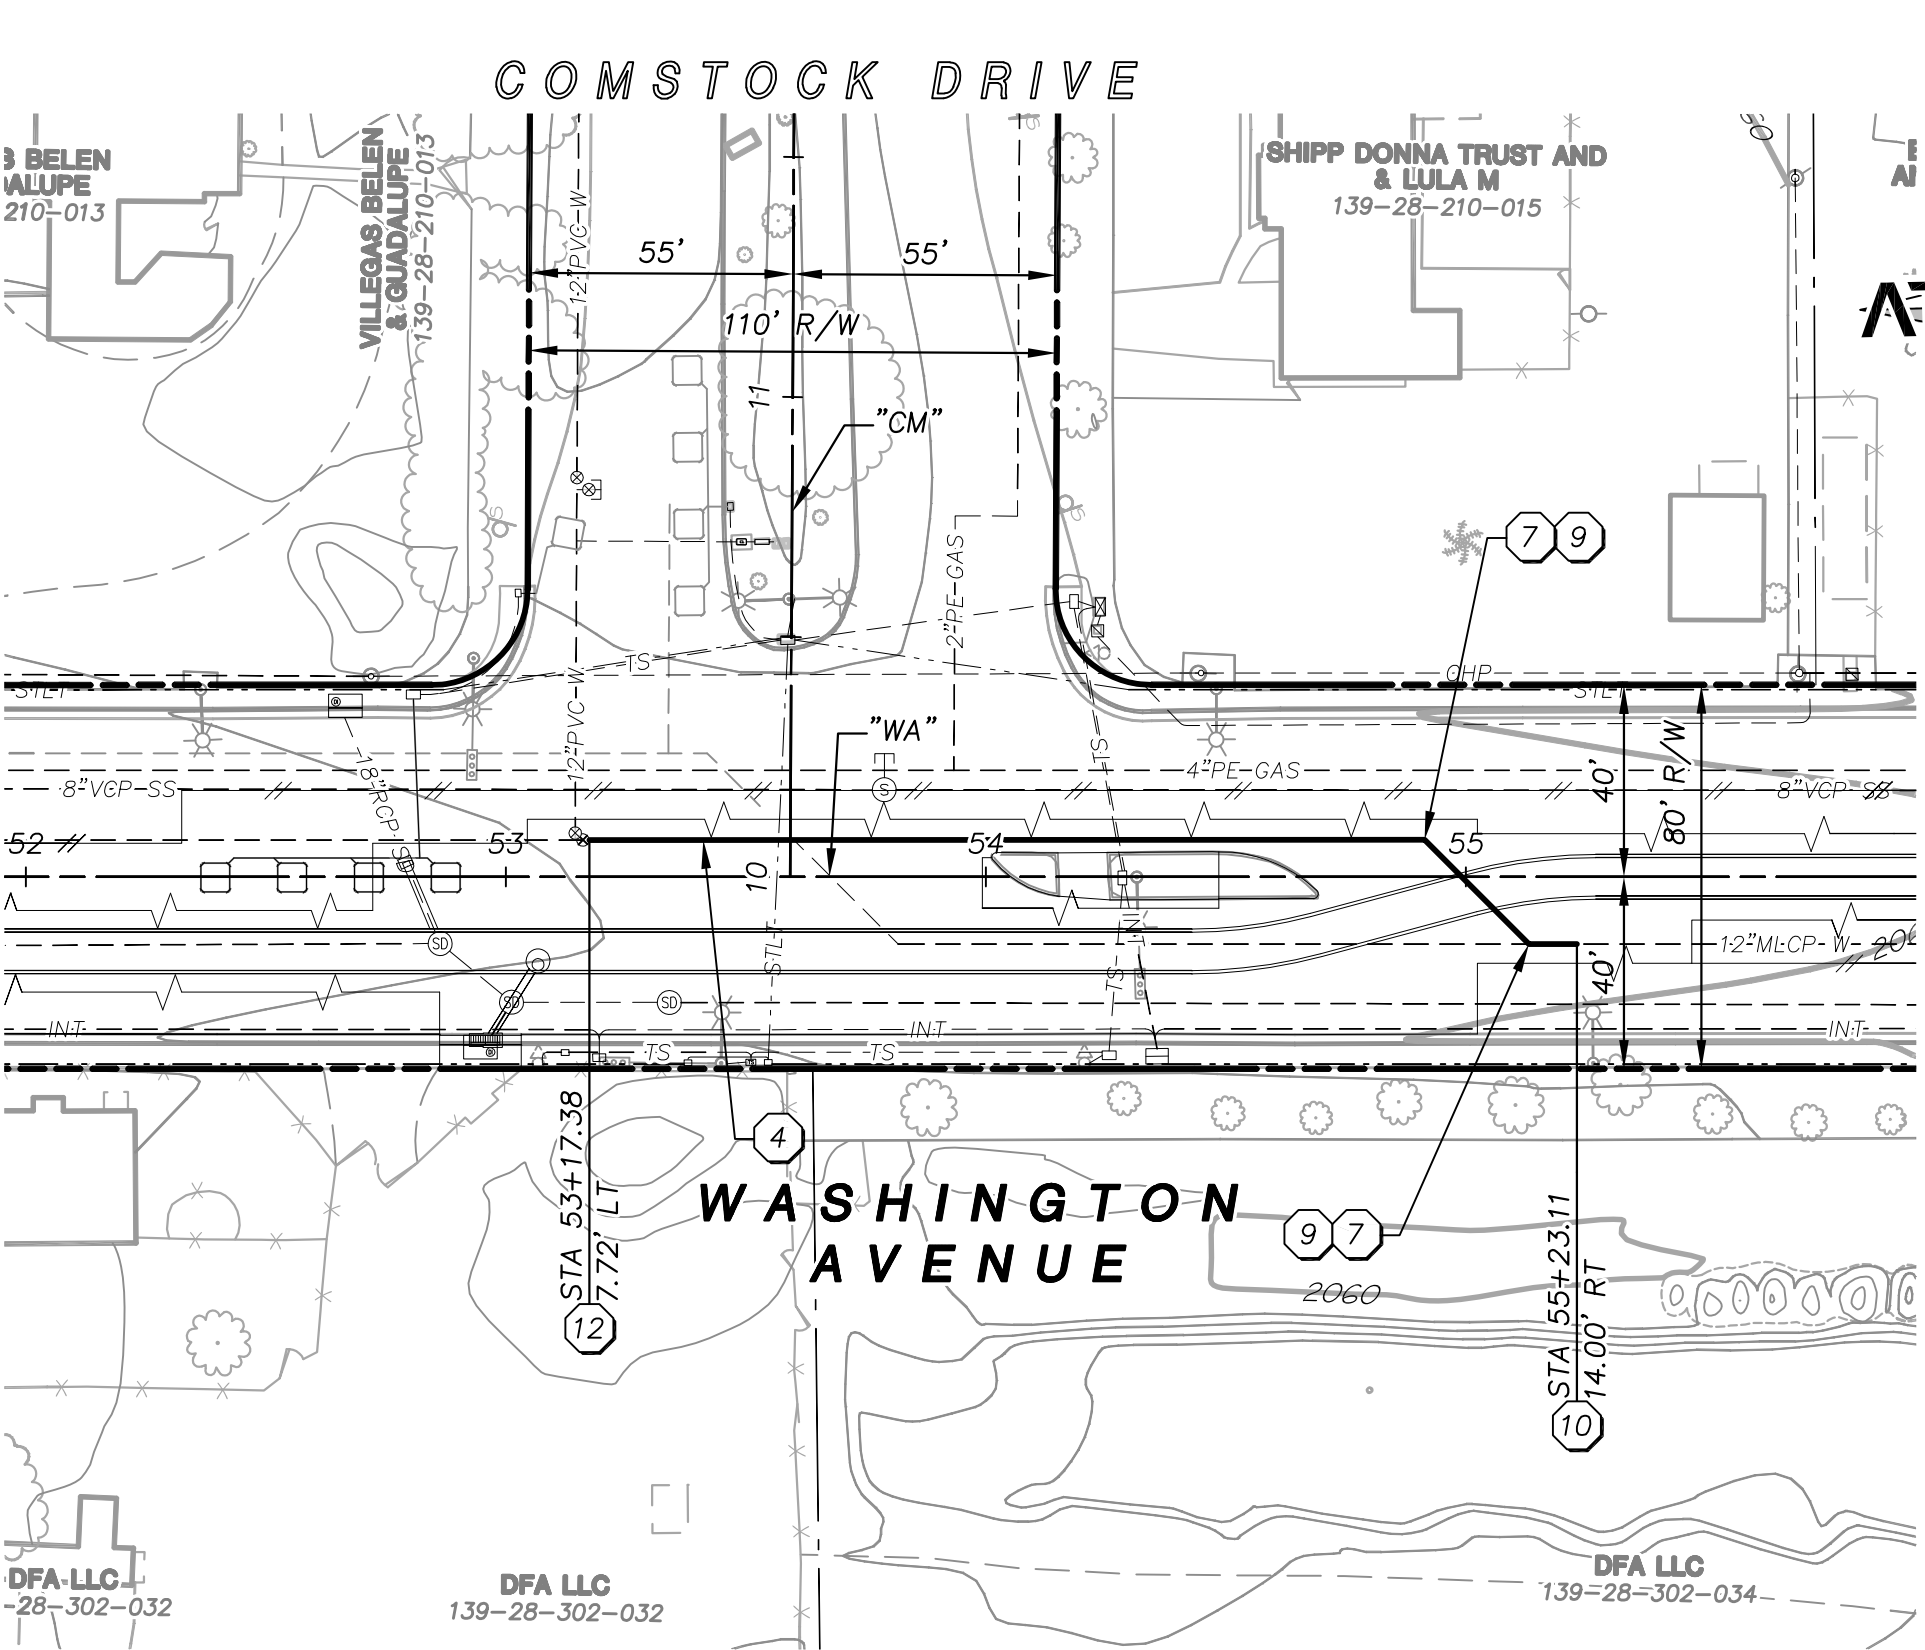 COMSTOCK DRIVE
BELEN
ALUPE
210-013
VILLEGAS BELEN
& GUADALUPE
139-28-210-013
12"PVC-W
SHIPP DONNA TRUST AND
& LULA M
139-28-210-015
55'
55'
110' R/W
11
"CM"
7 9
2"PE-GAS
TS
12"PVC-W
STLT
OHP
STLT
"WA"
TS
40'
80' R/W
4"PE-GAS
8"VCP-SS
18"RCP-S
S
8"VCP-SS
52
53
54
55
10
SD
STLT
INT
TS
12"MLCP-W
40'
SD
SD
INT
INT
INT
TS
TS
STA 53+17.38
7.72' LT
4
12
WASHINGTON
AVENUE
9 7
2060
STA 55+23.11
14.00' RT
10
DFA LLC
-28-302-032
DFA LLC
139-28-302-032
DFA LLC
139-28-302-034